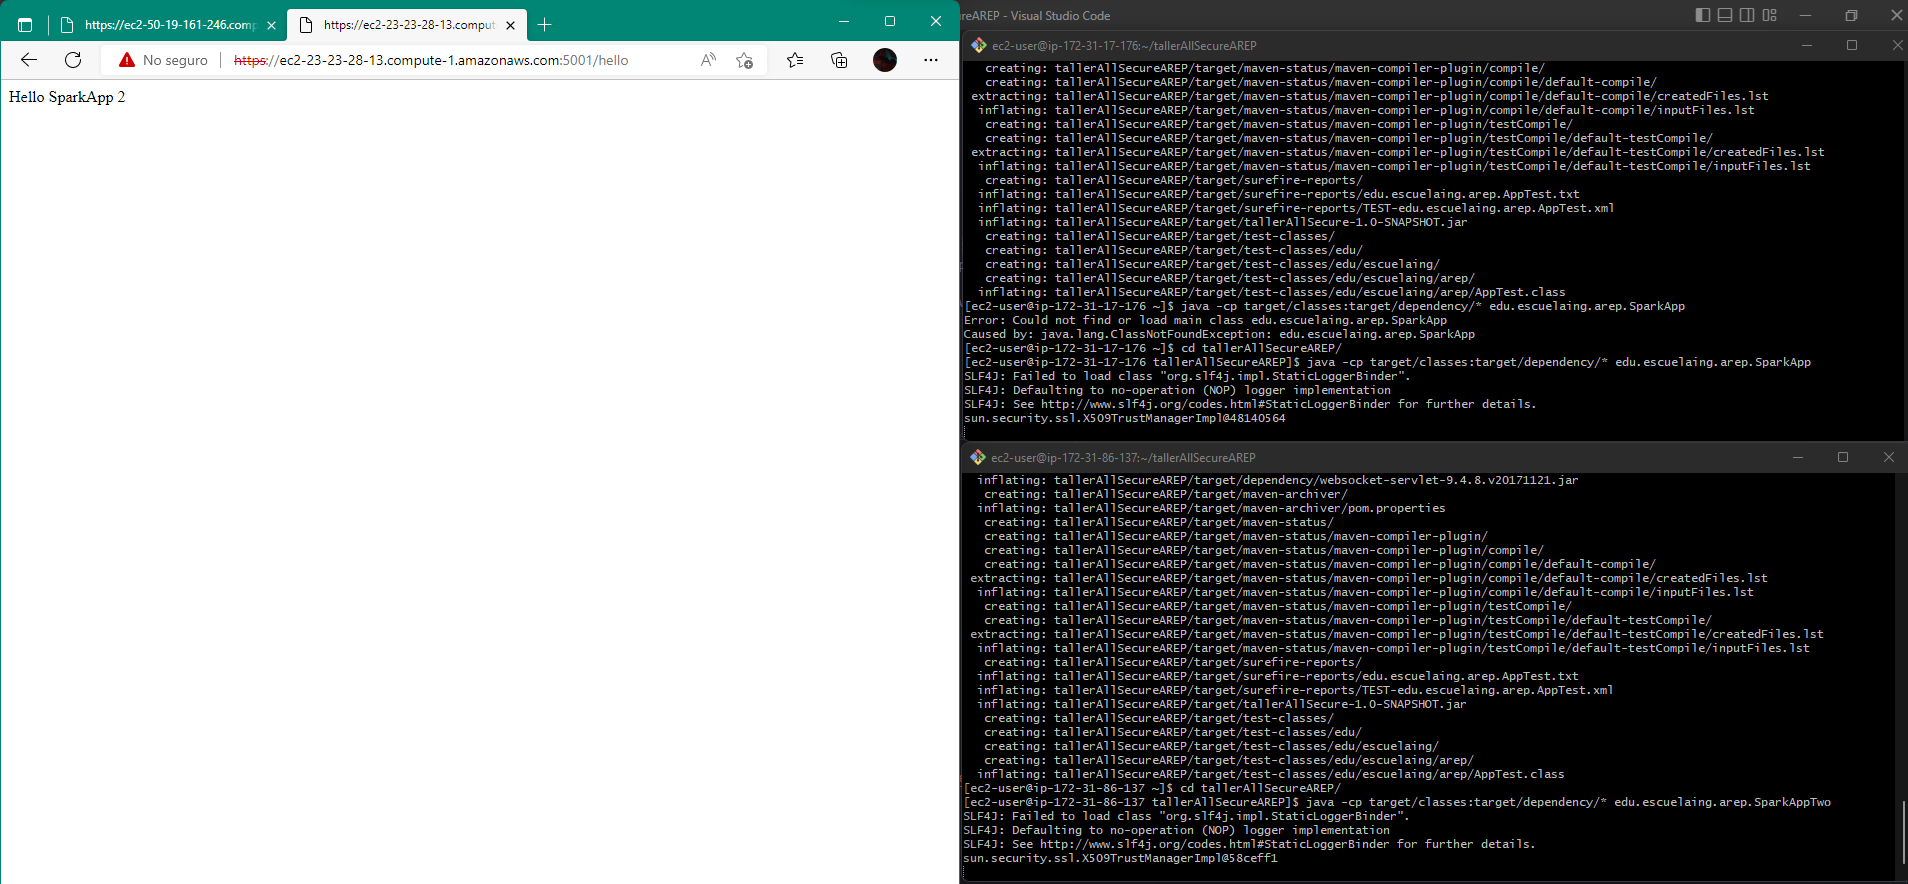 https://ec2-50-19-161-246.comp
https://ec2-23-23-28-13.comput
No seguro
https://ec2-23-23-28-13.compute-1.amazonaws.com:5001/hello
Hello SparkApp 2
ureAREP - Visual Studio Code
ec2-user@ip-172-31-17-176:~/tallerAllSecureAREP
creating: tallerAllSecureAREP/target/maven-status/maven-compiler-plugin/compile/
creating: tallerAllSecureAREP/target/maven-status/maven-compiler-plugin/compile/default-compile/
extracting: tallerAllSecureAREP/target/maven-status/maven-compiler-plugin/compile/default-compile/createdFiles.lst
inflating: tallerAllSecureAREP/target/maven-status/maven-compiler-plugin/compile/default-compile/inputFiles.lst
creating: tallerAllSecureAREP/target/maven-status/maven-compiler-plugin/testCompile/
creating: tallerAllSecureAREP/target/maven-status/maven-compiler-plugin/testCompile/default-testCompile/
extracting: tallerAllSecureAREP/target/maven-status/maven-compiler-plugin/testCompile/default-testCompile/createdFiles.lst
inflating: tallerAllSecureAREP/target/maven-status/maven-compiler-plugin/testCompile/default-testCompile/inputFiles.lst
creating: tallerAllSecureAREP/target/surefire-reports/
inflating: tallerAllSecureAREP/target/surefire-reports/edu.escuelaing.arep.AppTest.txt
inflating: tallerAllSecureAREP/target/surefire-reports/TEST-edu.escuelaing.arep.AppTest.xml
inflating: tallerAllSecureAREP/target/tallerAllSecure-1.0-SNAPSHOT.jar
creating: tallerAllSecureAREP/target/test-classes/
creating: tallerAllSecureAREP/target/test-classes/edu/
creating: tallerAllSecureAREP/target/test-classes/edu/escuelaing/
creating: tallerAllSecureAREP/target/test-classes/edu/escuelaing/arep/
inflating: tallerAllSecureAREP/target/test-classes/edu/escuelaing/arep/AppTest.class
[ec2-user@ip-172-31-17-176 ~]$ java -cp target/classes:target/dependency/* edu.escuelaing.arep.SparkApp
Error: Could not find or load main class edu.escuelaing.arep.SparkApp
Caused by: java.lang.ClassNotFoundException: edu.escuelaing.arep.SparkApp
[ec2-user@ip-172-31-17-176 ~]$ cd tallerAllSecureAREP/
[ec2-user@ip-172-31-17-176 tallerAllSecureAREP]$ java -cp target/classes:target/dependency/* edu.escuelaing.arep.SparkApp
SLF4J: Failed to load class "org.slf4j.impl.StaticLoggerBinder".
SLF4J: Defaulting to no-operation (NOP) logger implementation
SLF4J: See http://www.slf4j.org/codes.html#StaticLoggerBinder for further details.
sun.security.ssl.X509TrustManagerImpl@48140564
ec2-user@ip-172-31-86-137:~/tallerAllSecureAREP
inflating: tallerAllSecureAREP/target/dependency/websocket-servlet-9.4.8.v20171121.jar
creating: tallerAllSecureAREP/target/maven-archiver/
inflating: tallerAllSecureAREP/target/maven-archiver/pom.properties
creating: tallerAllSecureAREP/target/maven-status/
creating: tallerAllSecureAREP/target/maven-status/maven-compiler-plugin/
creating: tallerAllSecureAREP/target/maven-status/maven-compiler-plugin/compile/
creating: tallerAllSecureAREP/target/maven-status/maven-compiler-plugin/compile/default-compile/
extracting: tallerAllSecureAREP/target/maven-status/maven-compiler-plugin/compile/default-compile/createdFiles.lst
inflating: tallerAllSecureAREP/target/maven-status/maven-compiler-plugin/compile/default-compile/inputFiles.lst
creating: tallerAllSecureAREP/target/maven-status/maven-compiler-plugin/testCompile/
creating: tallerAllSecureAREP/target/maven-status/maven-compiler-plugin/testCompile/default-testCompile/
extracting: tallerAllSecureAREP/target/maven-status/maven-compiler-plugin/testCompile/default-testCompile/createdFiles.lst
inflating: tallerAllSecureAREP/target/maven-status/maven-compiler-plugin/testCompile/default-testCompile/inputFiles.lst
creating: tallerAllSecureAREP/target/surefire-reports/
inflating: tallerAllSecureAREP/target/surefire-reports/edu.escuelaing.arep.AppTest.txt
inflating: tallerAllSecureAREP/target/surefire-reports/TEST-edu.escuelaing.arep.AppTest.xml
inflating: tallerAllSecureAREP/target/tallerAllSecure-1.0-SNAPSHOT.jar
creating: tallerAllSecureAREP/target/test-classes/
creating: tallerAllSecureAREP/target/test-classes/edu/
creating: tallerAllSecureAREP/target/test-classes/edu/escuelaing/
creating: tallerAllSecureAREP/target/test-classes/edu/escuelaing/arep/
inflating: tallerAllSecureAREP/target/test-classes/edu/escuelaing/arep/AppTest.class
[ec2-user@ip-172-31-86-137 ~]$ cd tallerAllSecureAREP/
[ec2-user@ip-172-31-86-137 tallerAllSecureAREP]$ java -cp target/classes:target/dependency/* edu.escuelaing.arep.SparkAppTwo
SLF4J: Failed to load class "org.slf4j.impl.StaticLoggerBinder".
SLF4J: Defaulting to no-operation (NOP) logger implementation
SLF4J: See http://www.slf4j.org/codes.html#StaticLoggerBinder for further details.
sun.security.ssl.X509TrustManagerImpl@58ceff1